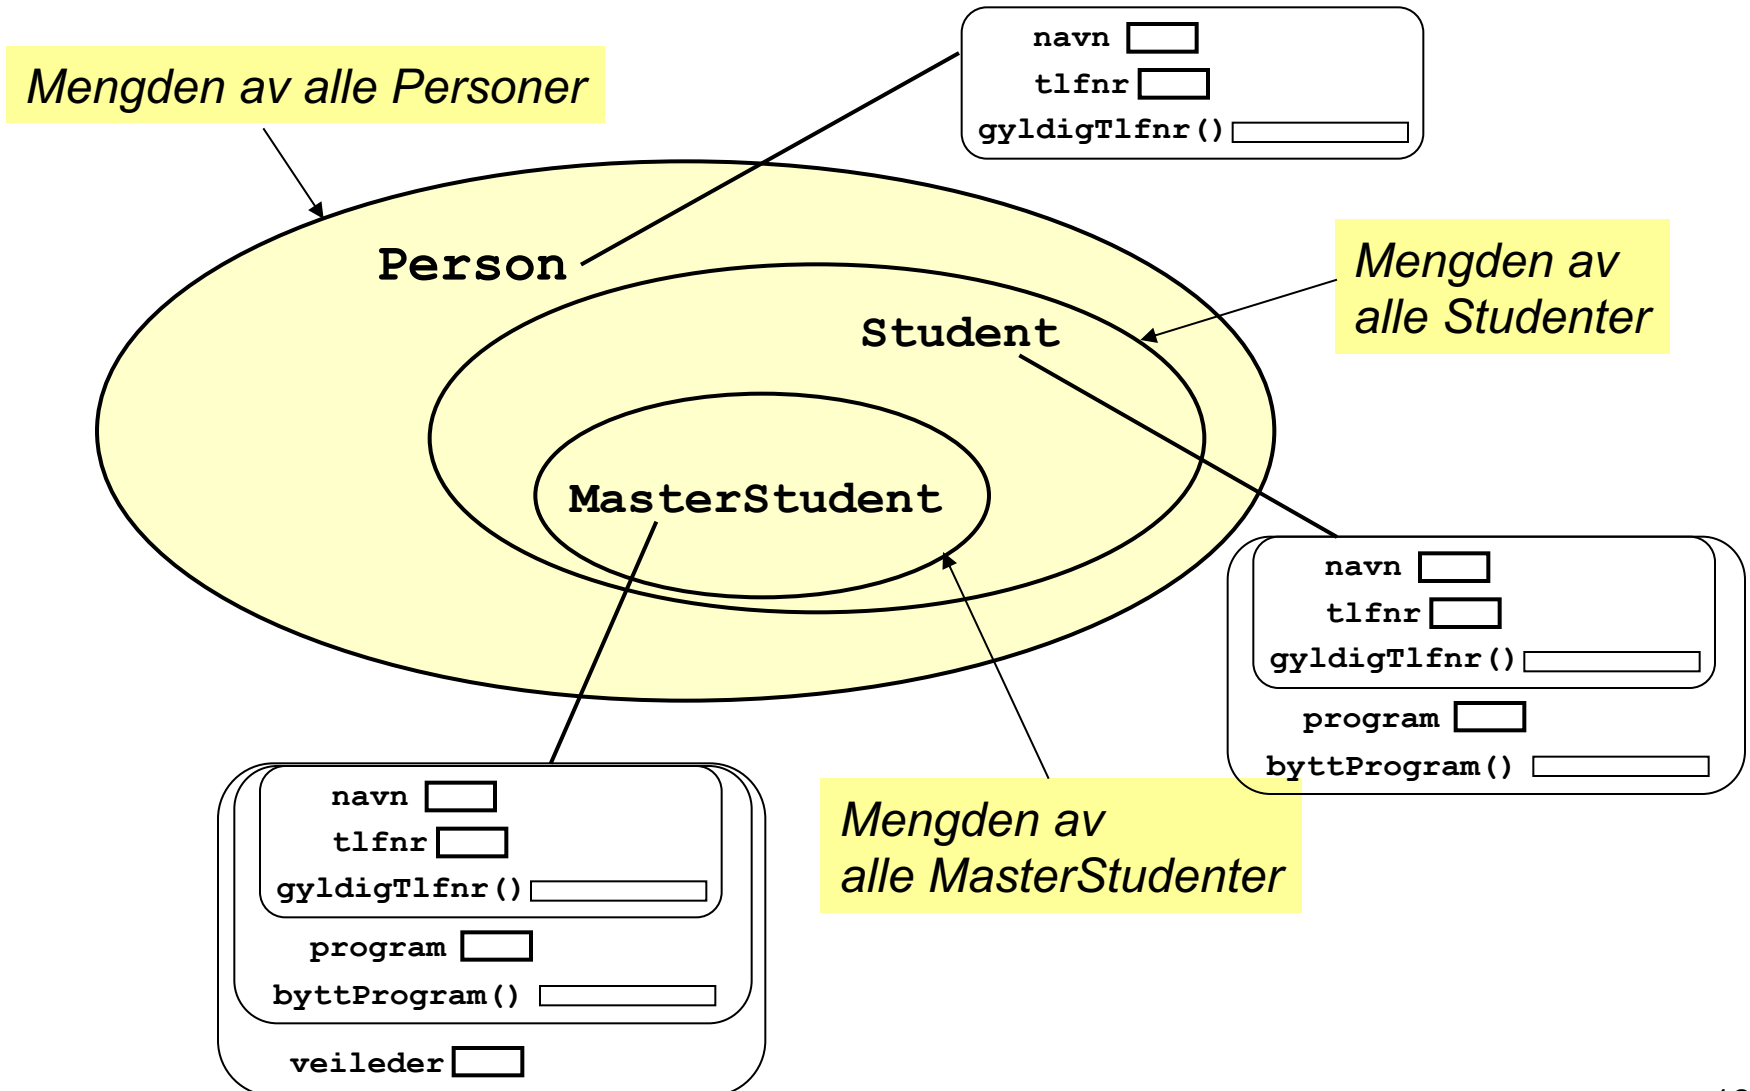 navn
tlfnr
gyldigTlfnr()
Mengden av alle Personer
Person
Mengden av
alle Studenter
Student
MasterStudent
navn
tlfnr
gyldigTlfnr()
program
byttProgram()
navn
tlfnr
gyldigTlfnr()
program
byttProgram()
veileder
Mengden av
alle MasterStudenter